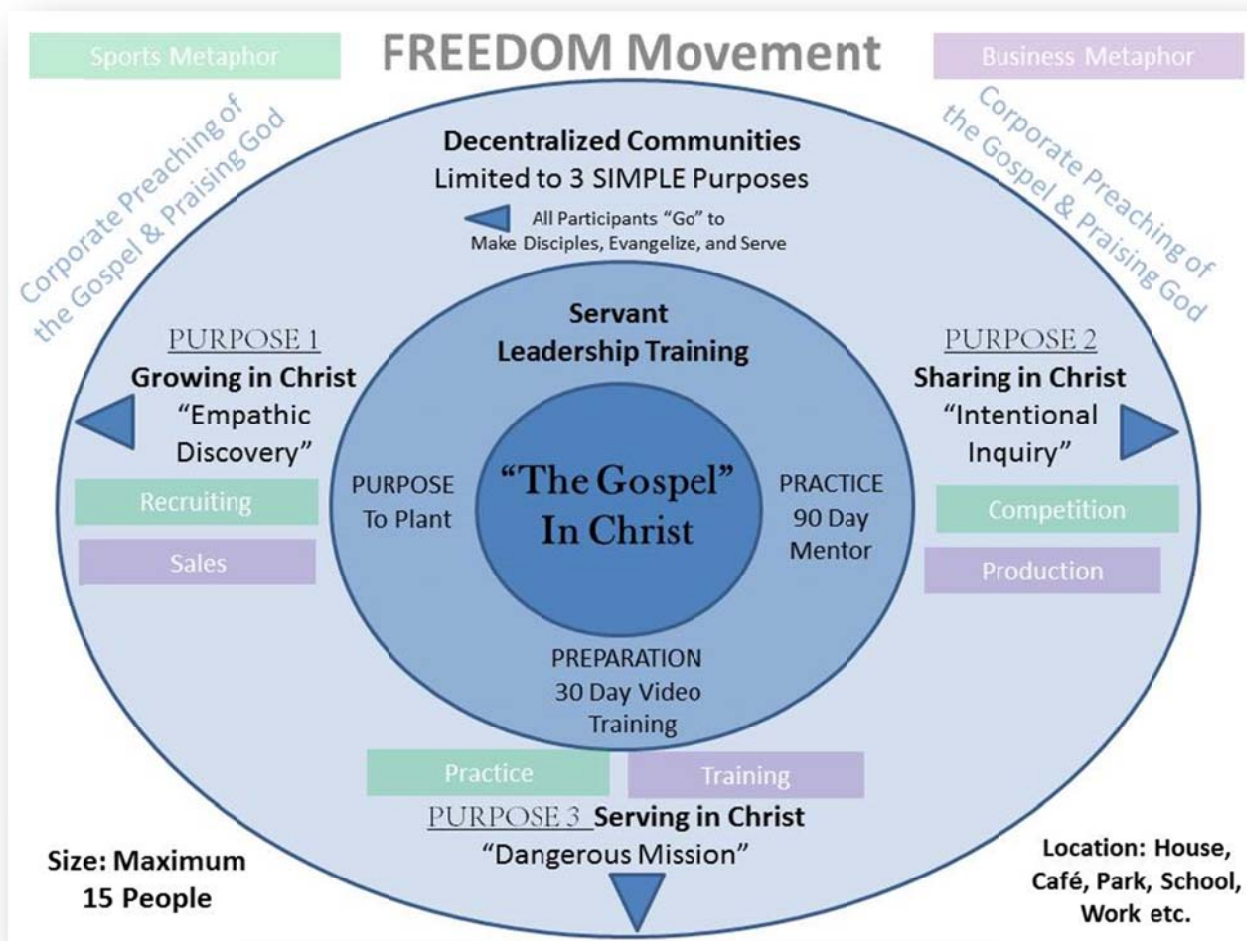 Sports Metaphor
FREEDOM Movement
Business Metaphor
Corporate Preaching of
the Gospel & Praising God
Corporate Preaching of
the Gospel & Praising God
Decentralized Communities
Limited to 3 SIMPLE Purposes
All Participants “Go” to
Make Disciples, Evangelize, and Serve
Servant
Leadership Training
PURPOSE 1
Growing in Christ
“Empathic
Discovery”
Recruiting
Sales
PURPOSE
To Plant
“The Gospel”
In Christ
PRACTICE
90 Day
Mentor
PURPOSE 2
Sharing in Christ
“Intentional
Inquiry”
Competition
Production
PREPARATION
30 Day Video
Training
Practice
Training
PURPOSE 3 Serving in Christ
“Dangerous Mission”
Size: Maximum
15 People
Location: House,
Café, Park, School,
Work etc.